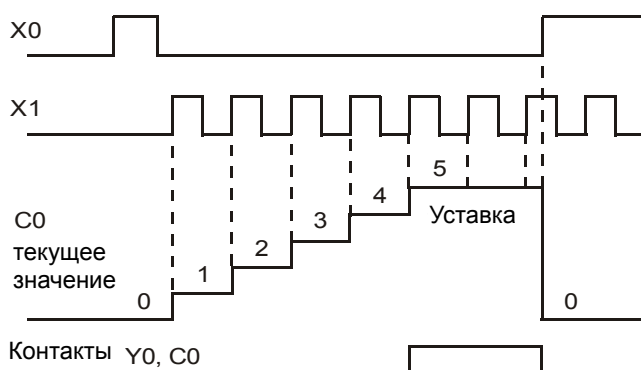 X0
X1
5
4
C0
Уставка
3
текущее
2
значение
1
0
0
Контакты Y0, C0